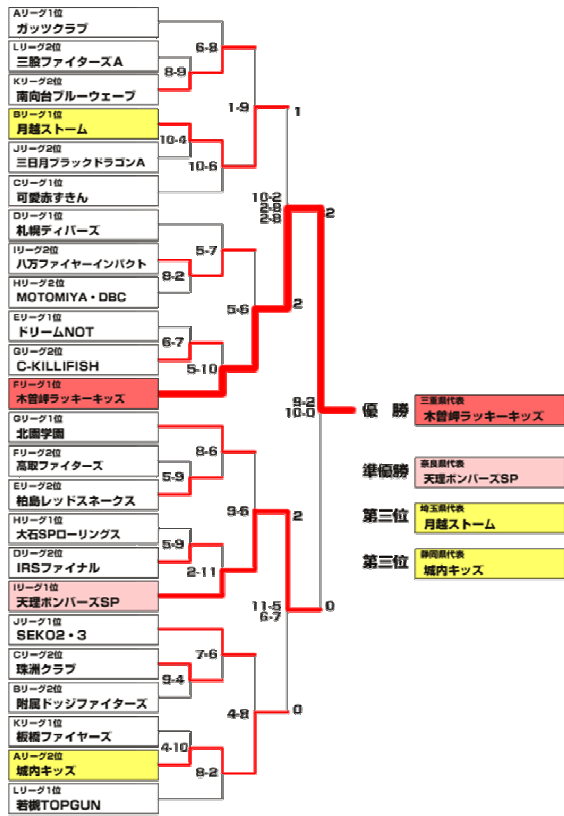 Aリーグ1位
ガッツクラブ
Lリーグ2位
三股ファイターズA
Kリーグ2位
南向台ブルーウェーブ
Bリーグ1位
月越ストーム
Jリーグ2位
三日月ブラックドラゴンA
Cリーグ1位
可愛赤ずきん
Dリーグ1位
札幌ディバーズ
Iリーグ2位
八万ファイヤーインパクト
Hリーグ2位
MOTOMIYA・DBC
Eリーグ1位
ドリームNOT
Gリーグ2位
C-KILLIFISH
Fリーグ1位
木曽岬ラッキーキッズ
Gリーグ1位
北園学園
Fリーグ2位
高取ファイターズ
Eリーグ2位
柏島レッドスネークス
Hリーグ1位
大石SPローリングス
Dリーグ2位
IRSファイナル
Iリーグ1位
天理ボンバーズSP
Jリーグ1位
SEKO2・3
Cリーグ2位
珠洲クラブ
Bリーグ2位
附属ドッジファイターズ
Kリーグ1位
板橋ファイヤーズ
Aリーグ2位
城内キッズ
Lリーグ1位
若槻TOPGUN
6-8
8-9
1-9
10-4
10-6
1
10-2
2-8
2-8
2
5-7
8-2
5-6
2
6-7
5-10
9-2
10-0
8-6
5-9
9-6
2
5-9
2-11
11-5
6-7
0
7-6
9-4
4-8
0
4-10
8-2
優 勝
三重県代表
木曽岬ラッキーキッズ
準優勝
奈良県代表
天理ボンバーズSP
第三位
埼玉県代表
月越ストーム
第三位
静岡県代表
城内キッズ